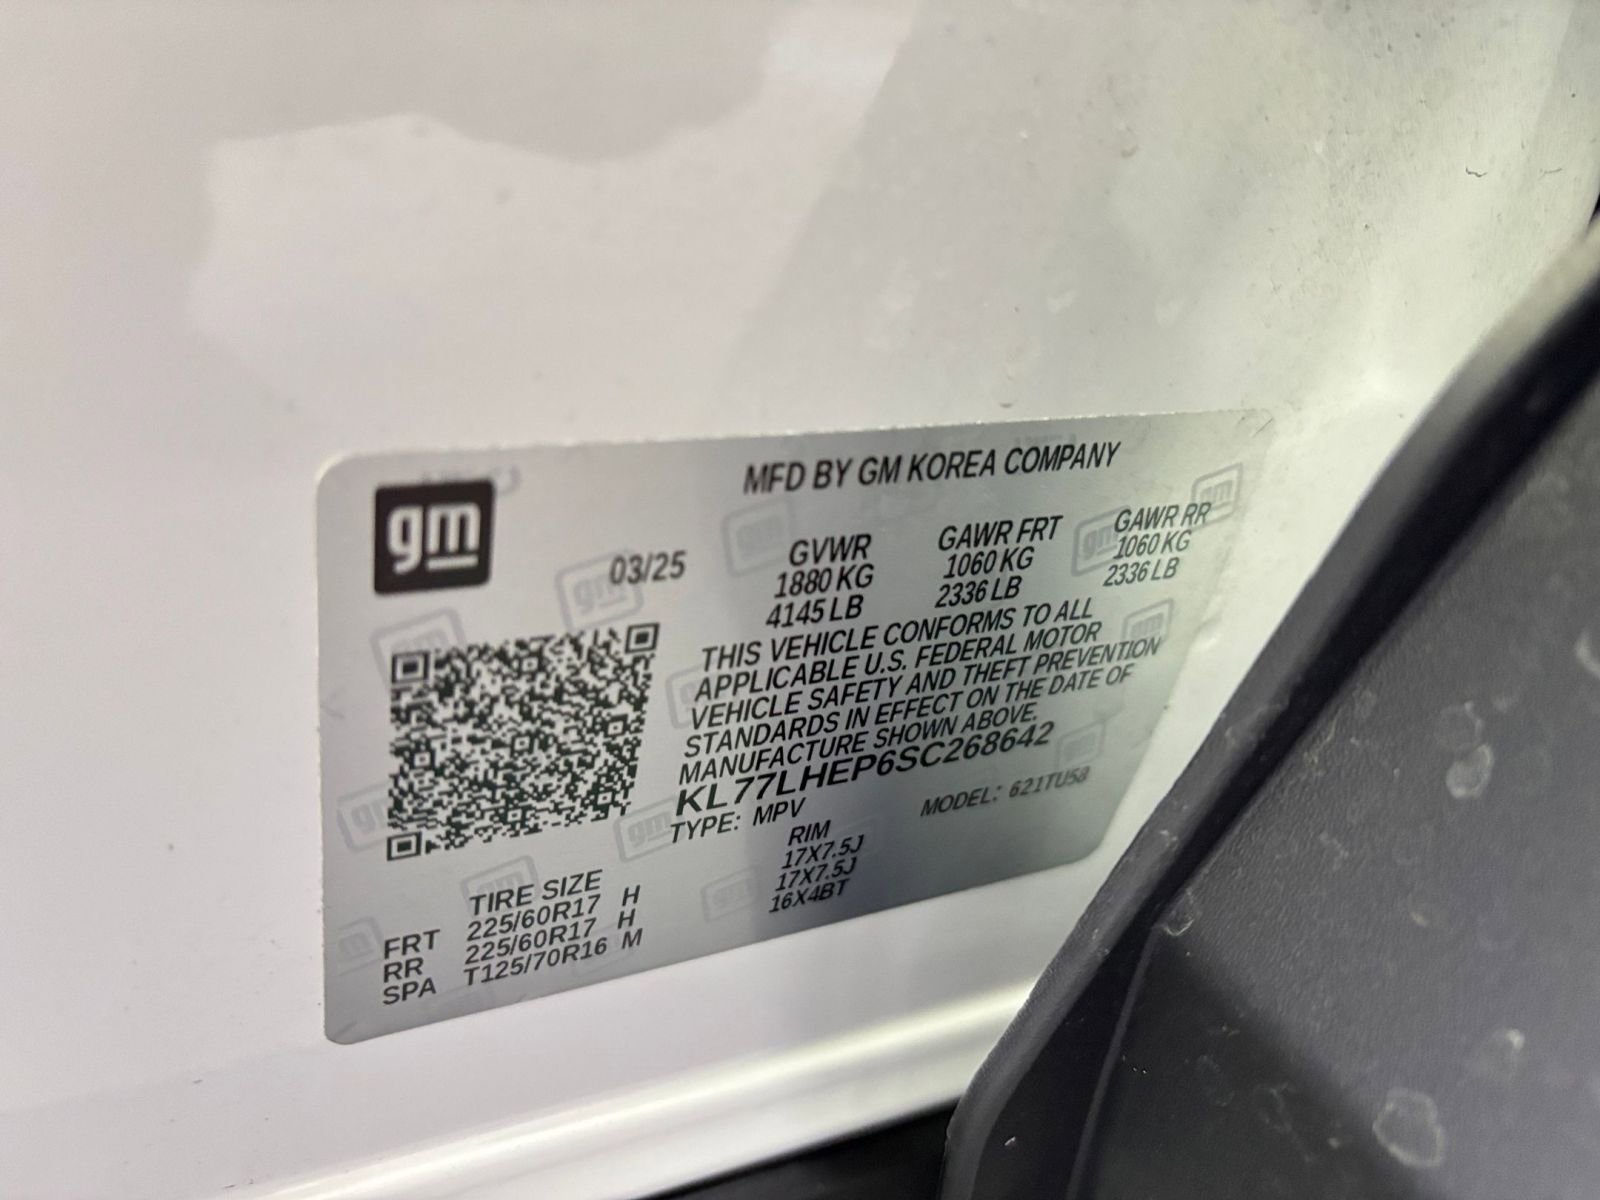 gm
MFD BY GM KOREA COMPANY
03/25
GVWR GAWR FRT GAWR RR
1880 KG 1060 KG 1060 KG
4145 LB 2336 LB 2336 LB
THIS VEHICLE CONFORMS TO ALL
APPLICABLE U.S. FEDERAL MOTOR
VEHICLE SAFETY AND THEFT PREVENTION
STANDARDS IN EFFECT ON THE DATE OF
MANUFACTURE SHOWN ABOVE.
KL77LHEP6SC268642
TYPE: MPV MODEL: 621TU58
TIRE SIZE RIM
FRT 225/60R17 H 17X7.5J
RR 225/60R17 H 17X7.5J
SPA T125/70R16 M 16X4BT